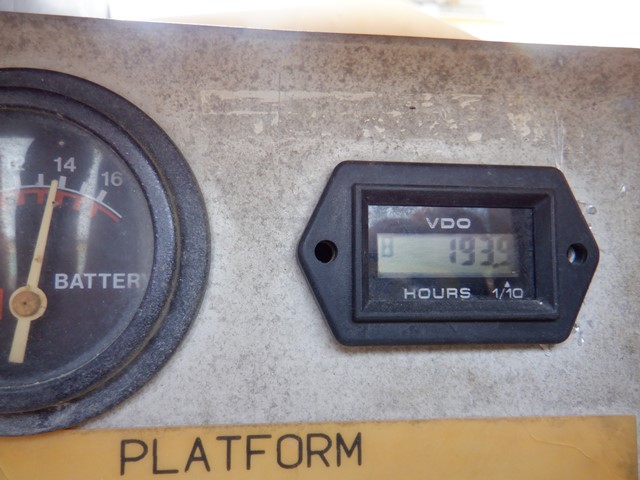 12 14 16
BATTER
VDO
193.9
HOURS 1/10
PLATFORM